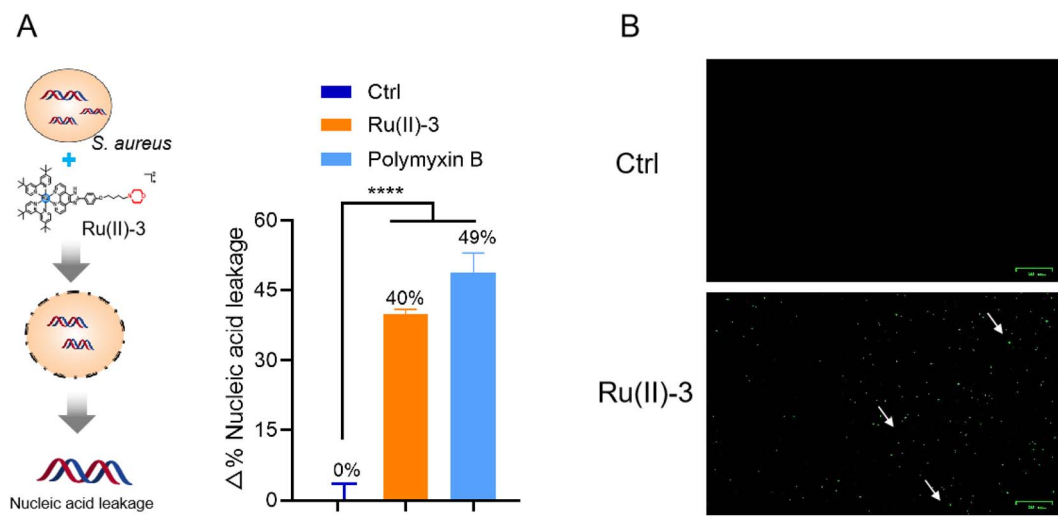 A
B
S. aureus
Ru(II)-3
Nucleic acid leakage
Ctrl
Ru(II)-3
Polymyxin B
****
60
45
30
15
0
△% Nucleic acid leakage
0%
40%
49%
Ctrl
Ru(II)-3